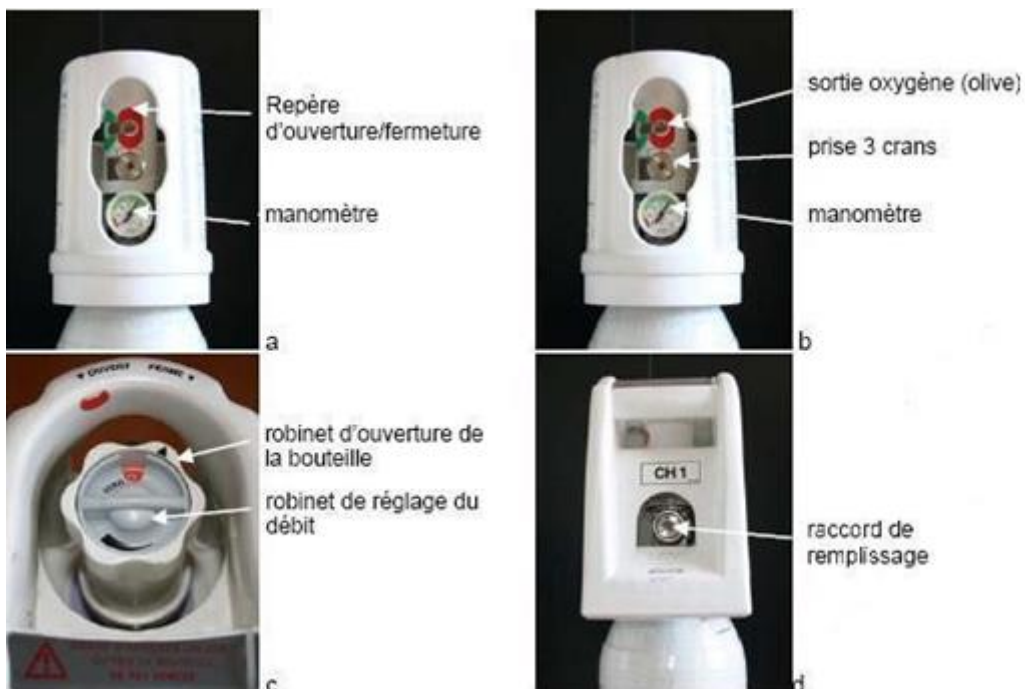 Repère
d'ouverture/fermeture
manomètre
a
sortie oxygène (olive)
prise 3 crans
manomètre
b
OUVERT FERME
robinet d'ouverture de
la bouteille
robinet de réglage du
débit
c
CH 1
raccord de
remplissage
d